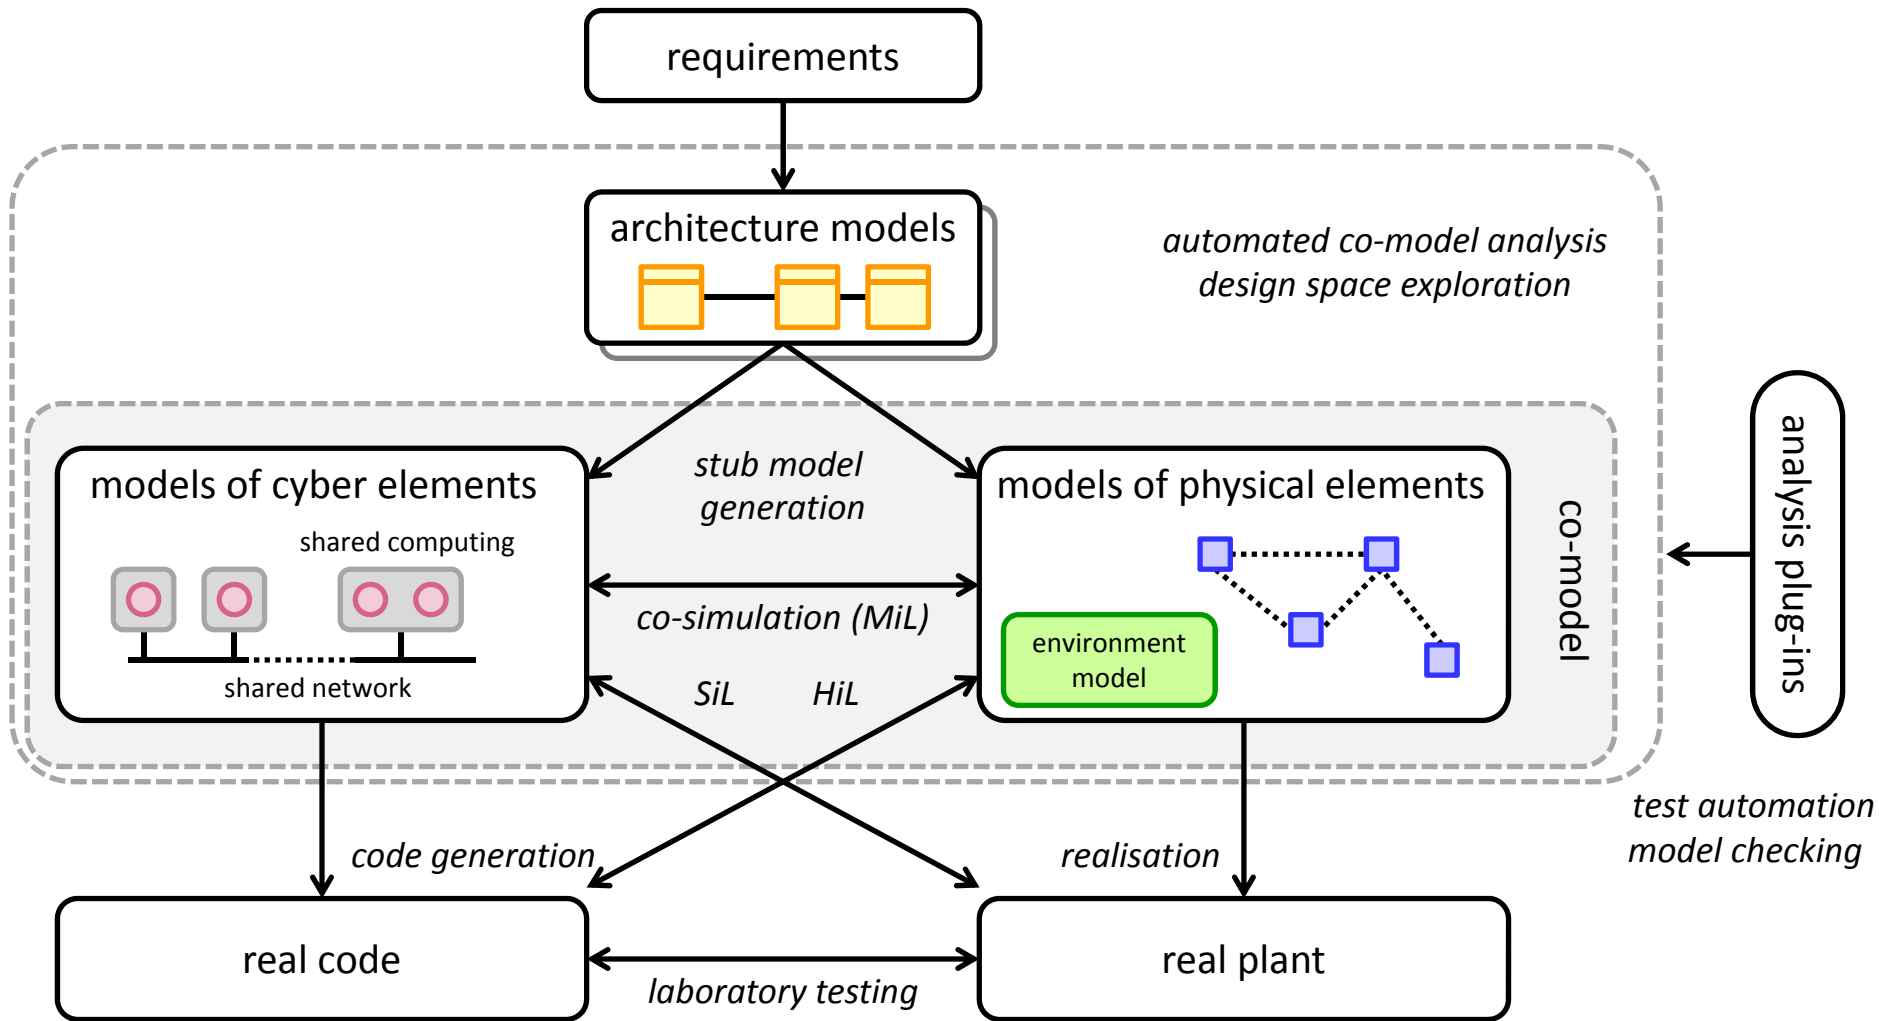 requirements
architecture models
automated co-model analysis
design space exploration
stub model
generation
models of cyber elements
shared computing
shared network
co-simulation (MiL)
SiL
HiL
models of physical elements
environment
model
co-model
analysis plug-ins
test automation
model checking
code generation
realisation
real code
laboratory testing
real plant